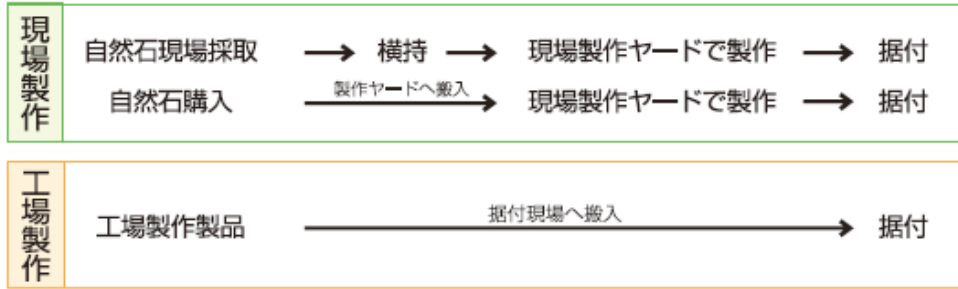 現場製作
自然石現場採取 → 横持 → 現場製作ヤードで製作 → 据付
自然石購入 製作ヤードへ搬入 → 現場製作ヤードで製作 → 据付
工場製作
工場製作製品 据付現場へ搬入 → 据付